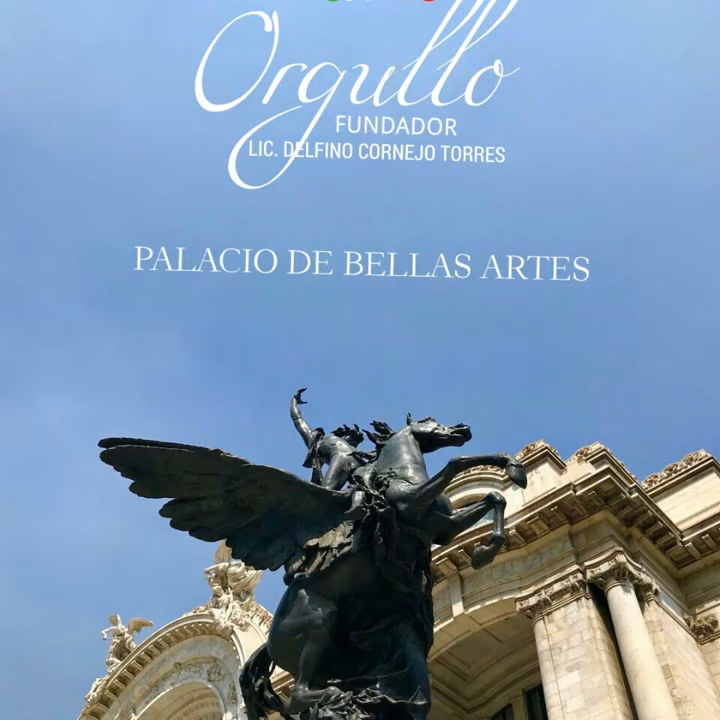 Orgullo
FUNDADOR
LIC. DELFINO CORNEJO TORRES
PALACIO DE BELLAS ARTES